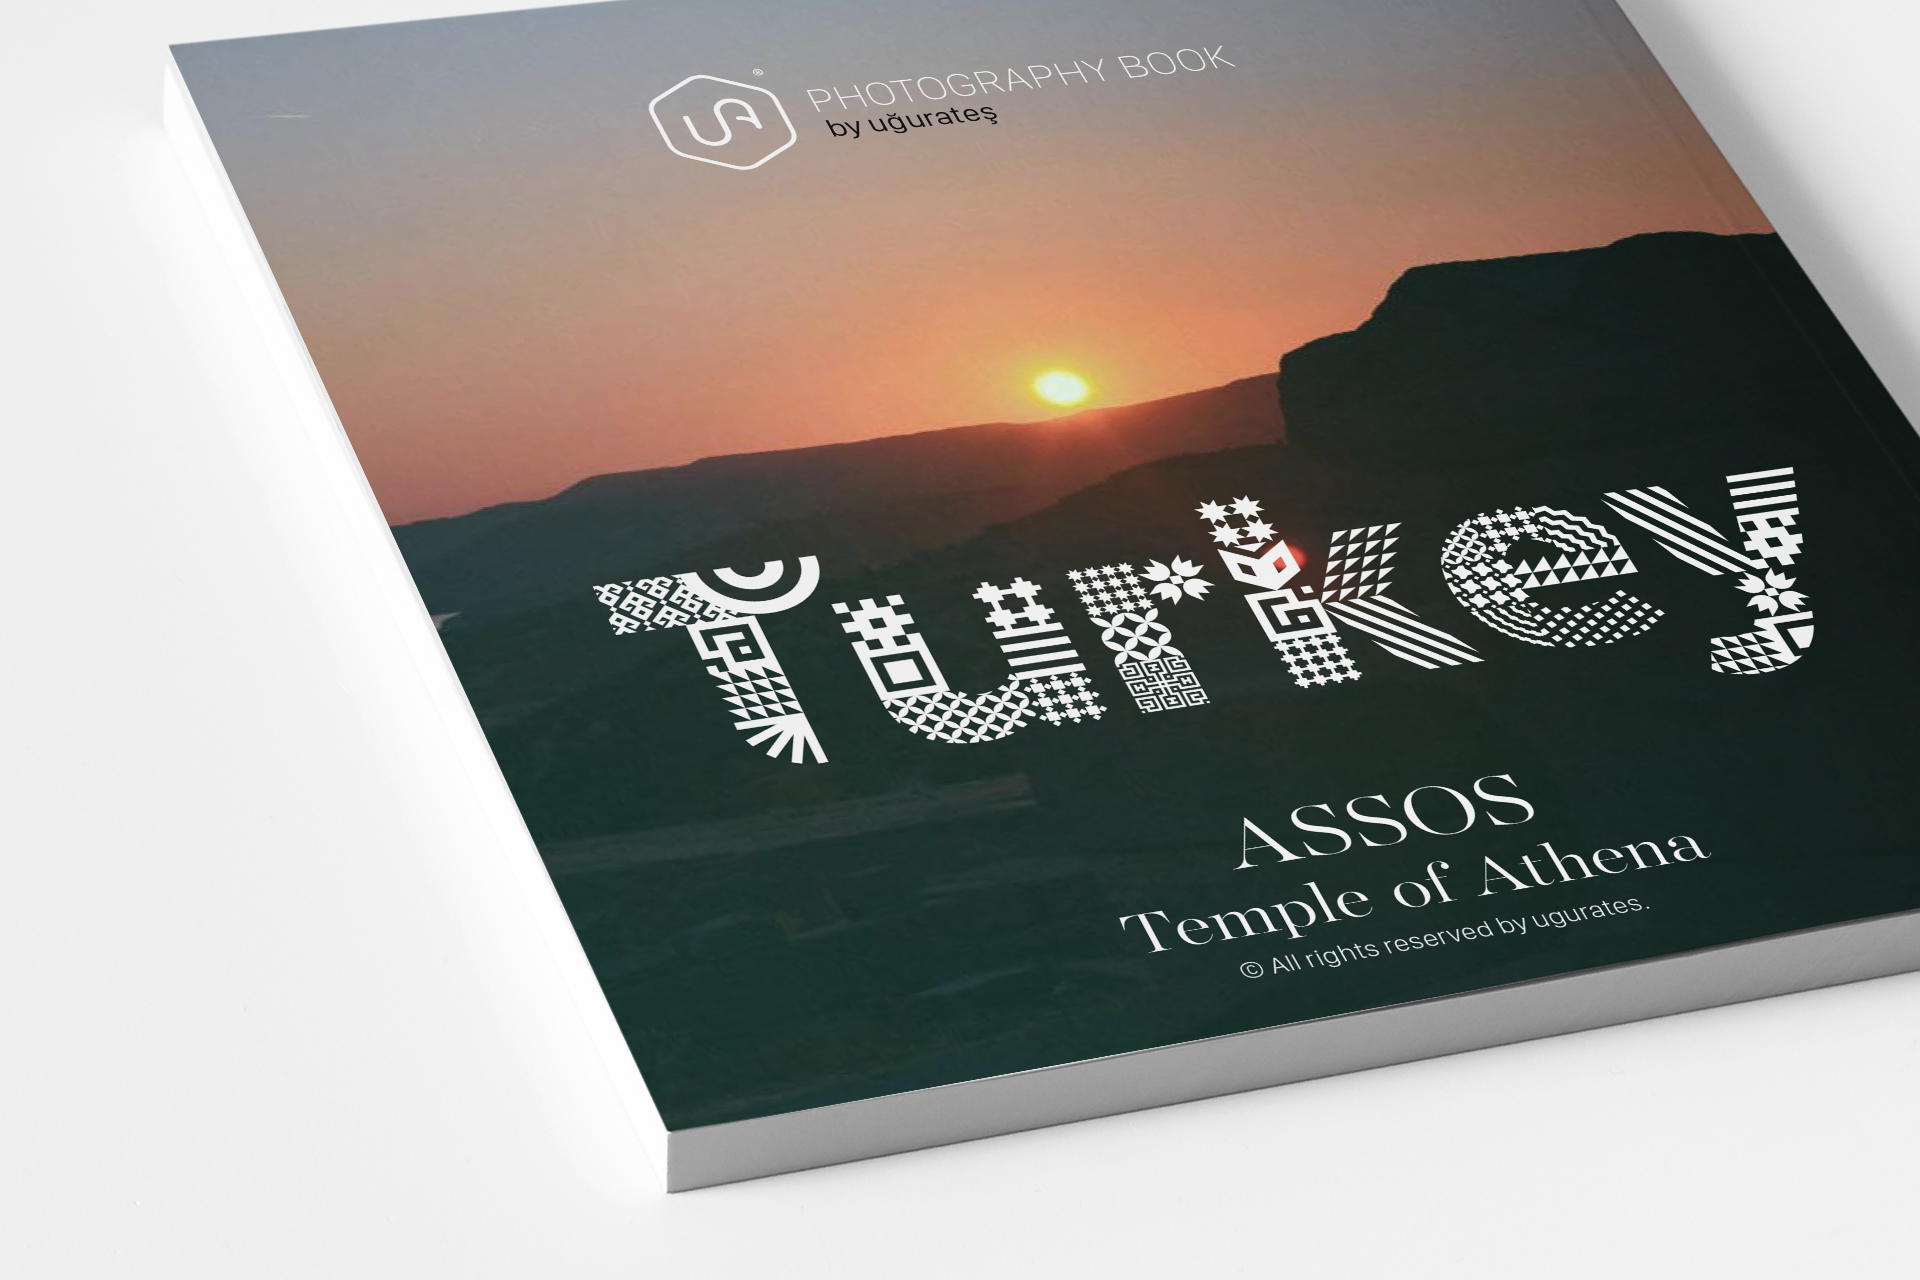 UA ®
PHOTOGRAPHY BOOK
by uğurateş
Turkey
ASSOS
Temple of Athena
© All rights reserved by ugurates.